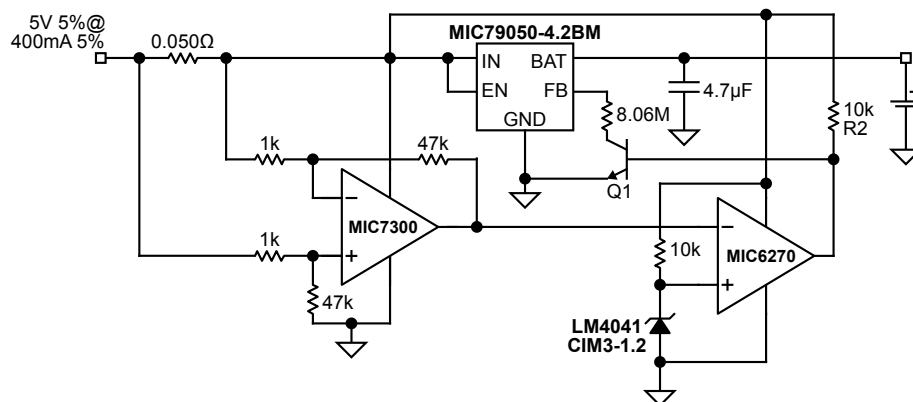 5V 5%@
400mA 5%
0.050Ω
MIC79050-4.2BM
IN
BAT
EN
FB
GND
4.7µF
8.06M
10k
R2
1k
47k
Q1
−
MIC7300
+
1k
47k
10k
−
MIC6270
+
LM4041
CIM3-1.2